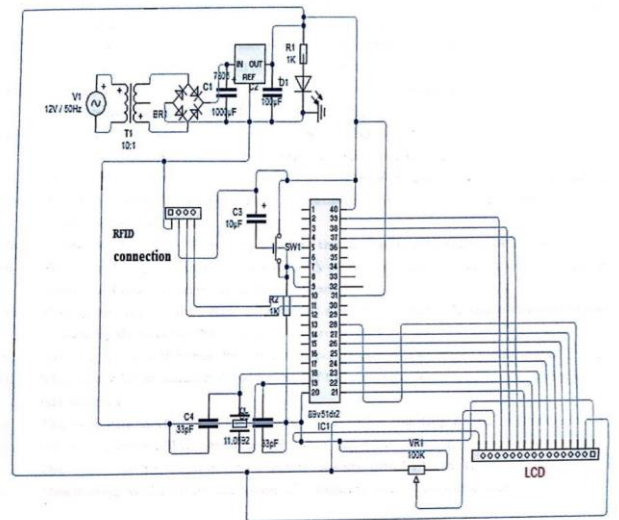 R1
1K
IN OUT
REF
7805
C1
1000µF
C2
100µF
D1
V1
12V / 50Hz
T1
10:1
BR1
RFID
connection
C3
10µF
SW1
R2
1K
1
2
3
4
5
6
7
8
9
10
11
12
13
14
15
16
17
18
19
20
40
39
38
37
36
35
34
33
32
31
30
29
28
27
26
25
24
23
22
21
89v51dr2
IC1
C4
33pF
11.0592
33pF
VR1
100K
LCD